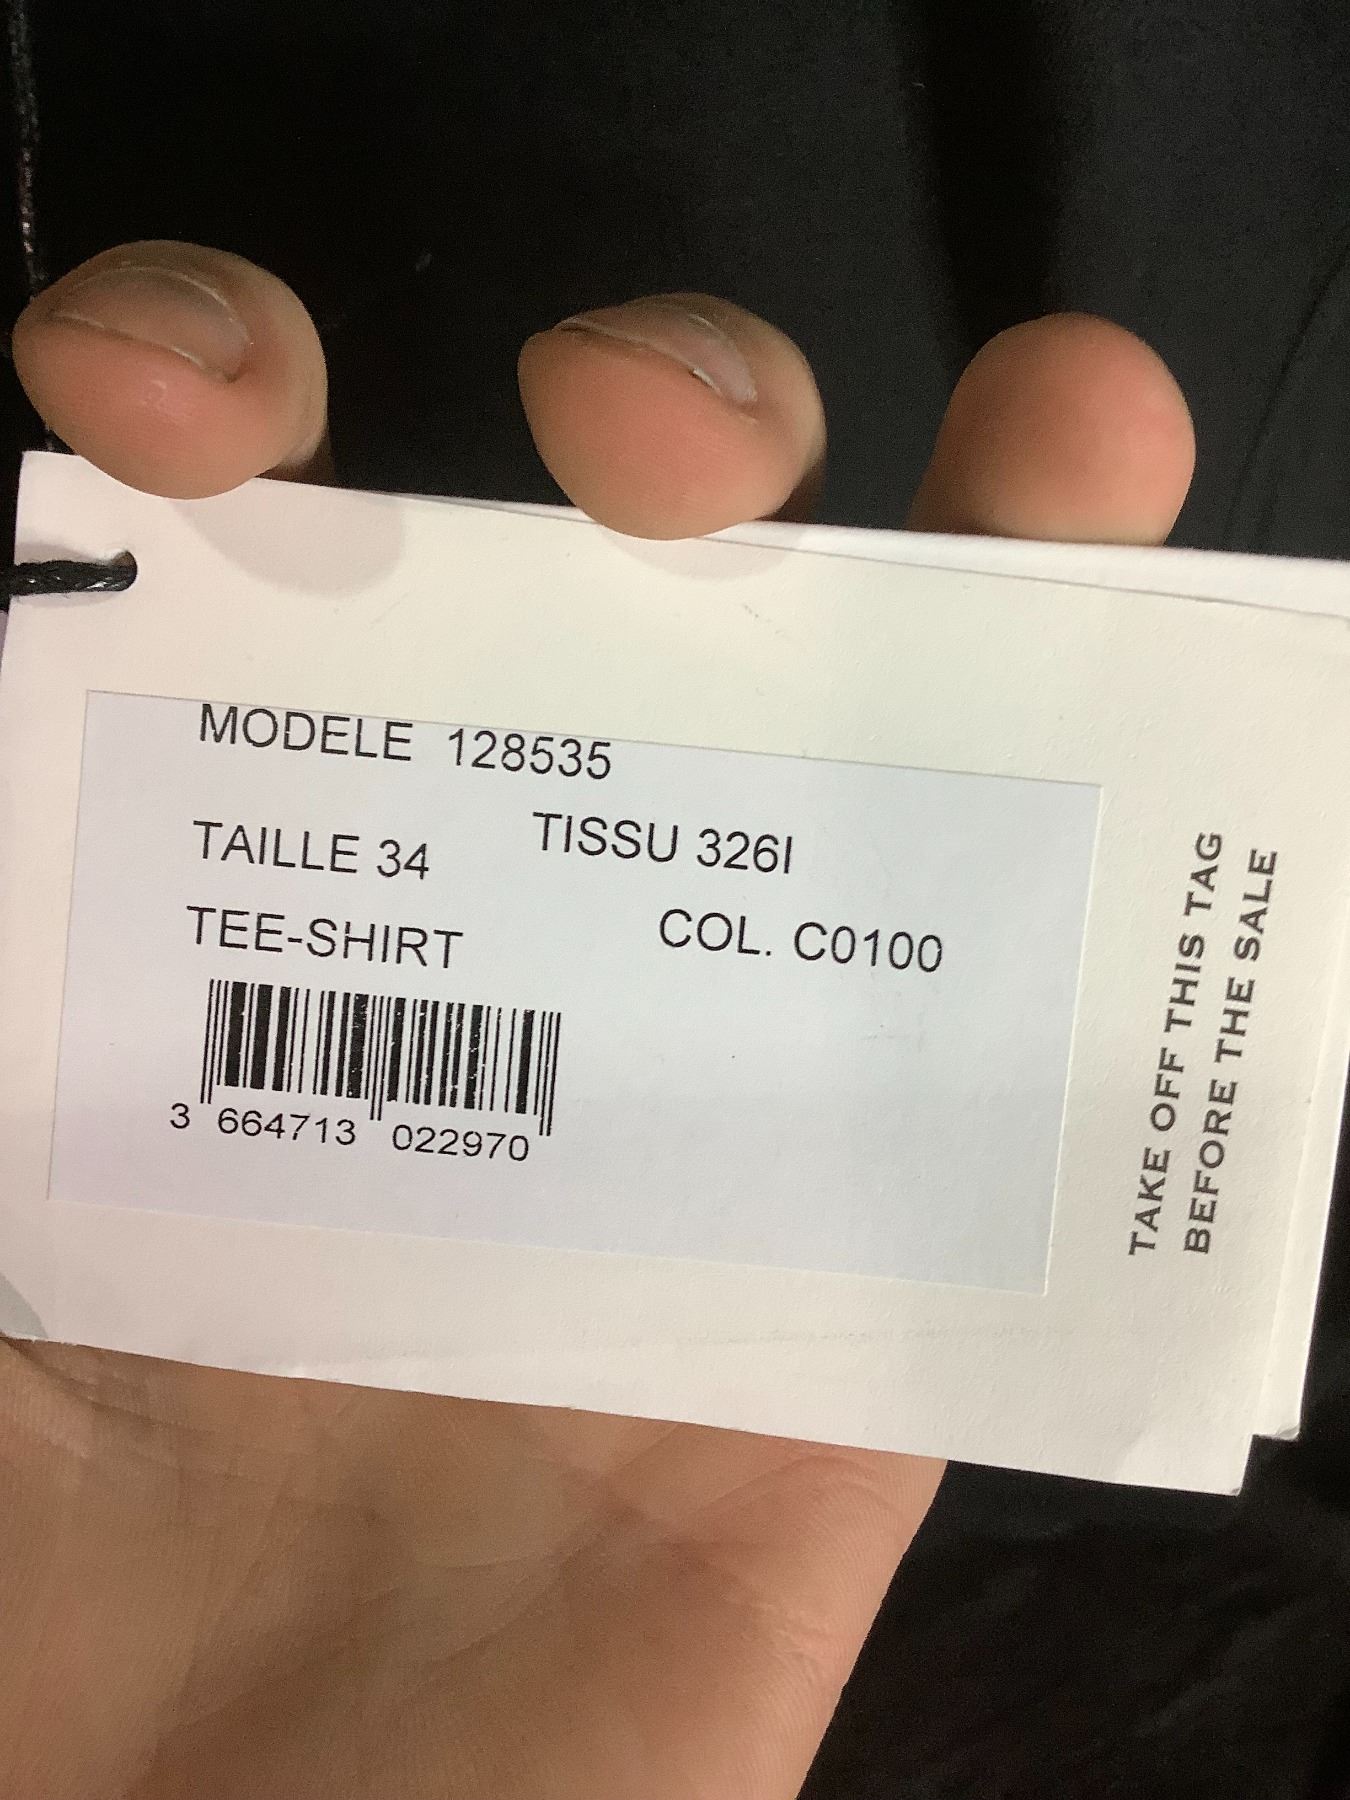 MODELE 128535
TAILLE 34 TISSU 326I
TEE-SHIRT COL. C0100
3 664713 022970
TAKE OFF THIS TAG
BEFORE THE SALE